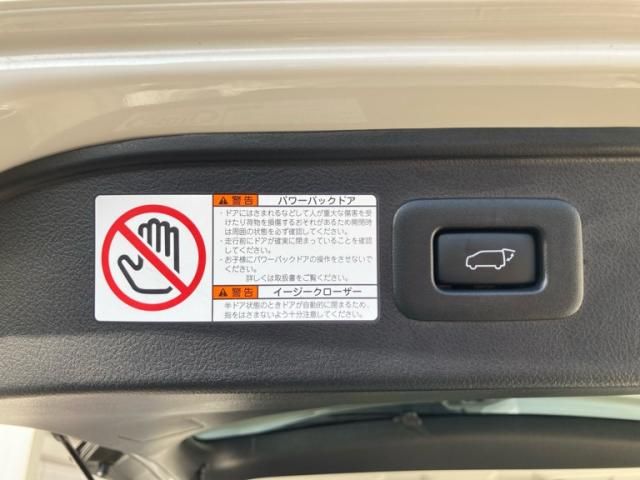 警告 パワーバックドア
・ドアにはさまれるなどして人が重大な傷害を受
けたり荷物を損傷するおそれがあるため開閉時
は周囲の状態を必ず確認してください。
・走行前にドアが確実に閉まっていることを確認
してください。
・お子様にパワーバックドアの操作をさせないで
ください。
詳しくは取扱書をご覧ください。
警告 イージークローザー
半ドア状態のときドアが自動的に閉まるため、
指をはさまないよう十分注意してください。